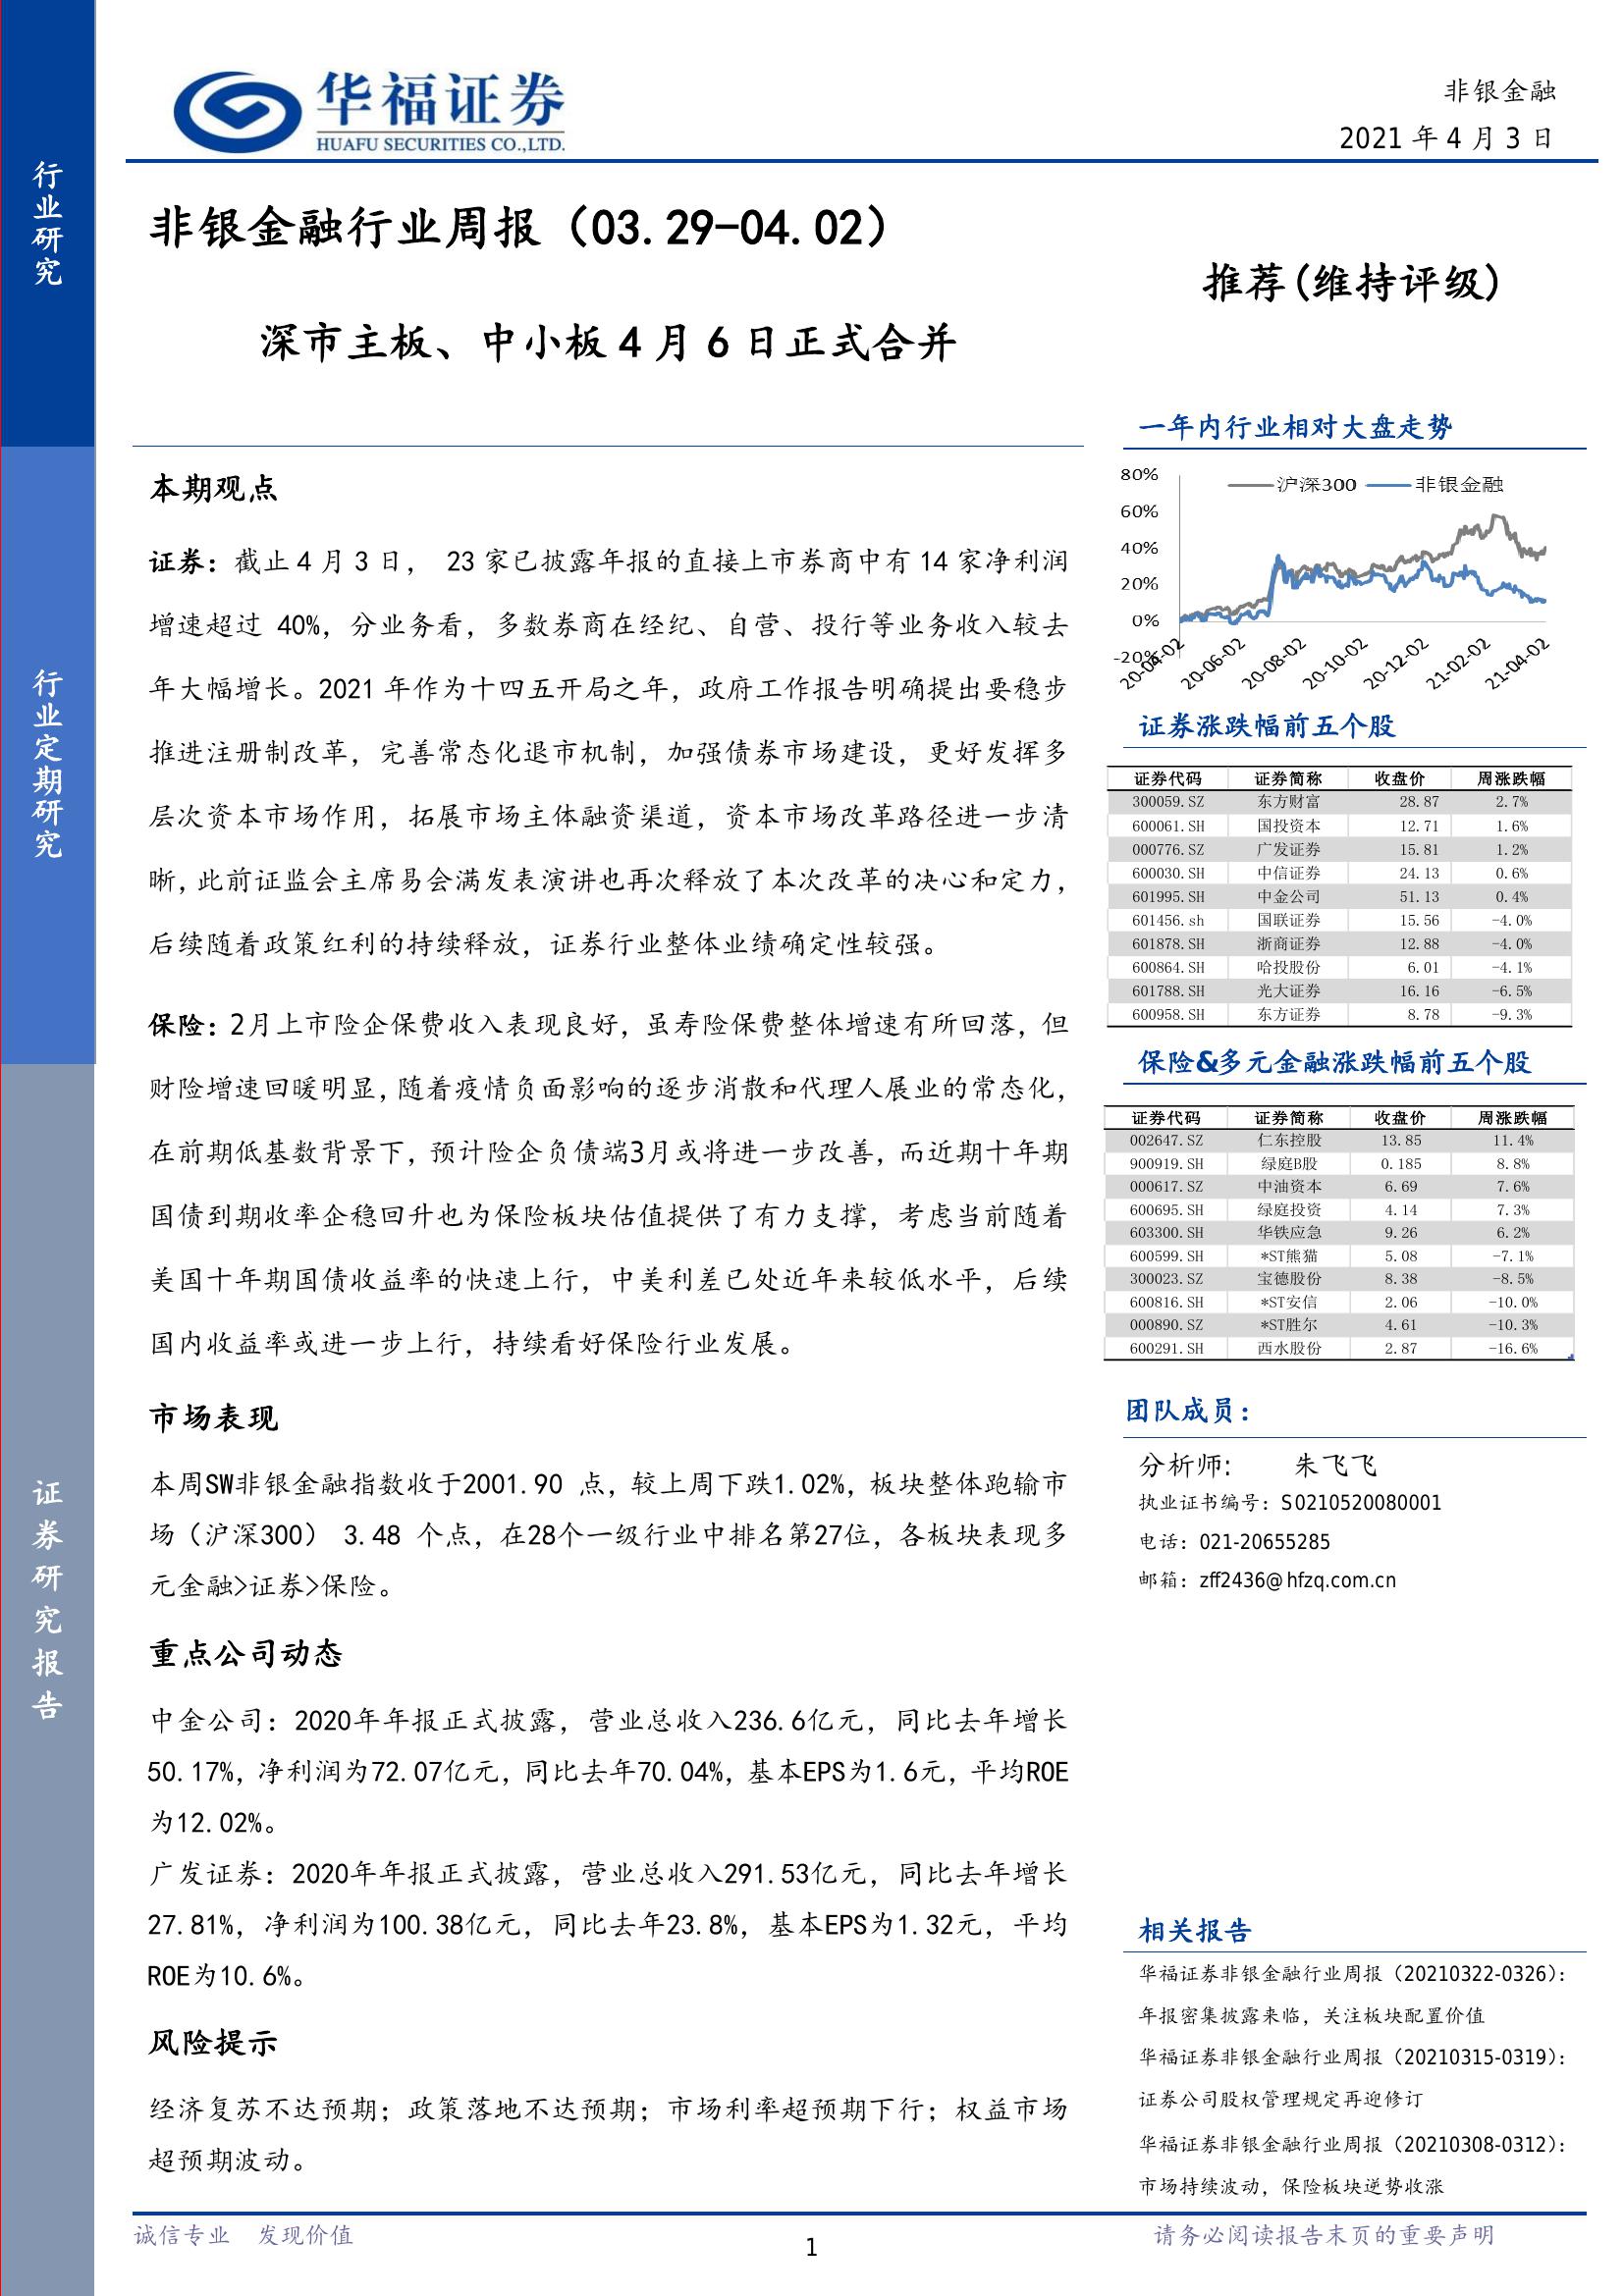 行业研究
行业定期研究
证券研究报告
华福证券
HUAFU SECURITIES CO.,LTD.
非银金融
2021 年 4 月 3 日
非银金融行业周报（03.29-04.02）
深市主板、中小板 4 月 6 日正式合并
推荐(维持评级)
本期观点
证券：截止 4 月 3 日， 23 家已披露年报的直接上市券商中有 14 家净利润
增速超过 40%，分业务看，多数券商在经纪、自营、投行等业务收入较去
年大幅增长。2021 年作为十四五开局之年，政府工作报告明确提出要稳步
推进注册制改革，完善常态化退市机制，加强债券市场建设，更好发挥多
层次资本市场作用，拓展市场主体融资渠道，资本市场改革路径进一步清
晰，此前证监会主席易会满发表演讲也再次释放了本次改革的决心和定力，
后续随着政策红利的持续释放，证券行业整体业绩确定性较强。
保险：2月上市险企保费收入表现良好，虽寿险保费整体增速有所回落，但
财险增速回暖明显，随着疫情负面影响的逐步消散和代理人展业的常态化，
在前期低基数背景下，预计险企负债端3月或将进一步改善，而近期十年期
国债到期收率企稳回升也为保险板块估值提供了有力支撑，考虑当前随着
美国十年期国债收益率的快速上行，中美利差已处近年来较低水平，后续
国内收益率或进一步上行，持续看好保险行业发展。
市场表现
本周SW非银金融指数收于2001.90 点，较上周下跌1.02%，板块整体跑输市
场（沪深300） 3.48 个点，在28个一级行业中排名第27位，各板块表现多
元金融>证券>保险。
重点公司动态
中金公司：2020年年报正式披露，营业总收入236.6亿元，同比去年增长
50.17%，净利润为72.07亿元，同比去年70.04%，基本EPS为1.6元，平均ROE
为12.02%。
广发证券：2020年年报正式披露，营业总收入291.53亿元，同比去年增长
27.81%，净利润为100.38亿元，同比去年23.8%，基本EPS为1.32元，平均
ROE为10.6%。
风险提示
经济复苏不达预期；政策落地不达预期；市场利率超预期下行；权益市场
超预期波动。
一年内行业相对大盘走势
沪深300 非银金融
80%
60%
40%
20%
0%
-20%
20-04-02 20-06-02 20-08-02 20-10-02 20-12-02 21-02-02 21-04-02
证券涨跌幅前五个股
证券代码 证券简称 收盘价 周涨跌幅
300059.SZ 东方财富 28.87 2.7%
600061.SH 国投资本 12.71 1.6%
000776.SZ 广发证券 15.81 1.2%
600030.SH 中信证券 24.13 0.6%
601995.SH 中金公司 51.13 0.4%
601456.sh 国联证券 15.56 -4.0%
601878.SH 浙商证券 12.88 -4.0%
600864.SH 哈投股份 6.01 -4.1%
601788.SH 光大证券 16.16 -6.5%
600958.SH 东方证券 8.78 -9.3%
保险&多元金融涨跌幅前五个股
证券代码 证券简称 收盘价 周涨跌幅
002647.SZ 仁东控股 13.85 11.4%
900919.SH 绿庭B股 0.185 8.8%
000617.SZ 中油资本 6.69 7.6%
600695.SH 绿庭投资 4.14 7.3%
603300.SH 华铁应急 9.26 6.2%
600599.SH *ST熊猫 5.08 -7.1%
300023.SZ 宝德股份 8.38 -8.5%
600816.SH *ST安信 2.06 -10.0%
000890.SZ *ST胜尔 4.61 -10.3%
600291.SH 西水股份 2.87 -16.6%
团队成员：
分析师: 朱飞飞
执业证书编号：S0210520080001
电话：021-20655285
邮箱：zff2436@hfzq.com.cn
相关报告
华福证券非银金融行业周报（20210322-0326）：
年报密集披露来临，关注板块配置价值
华福证券非银金融行业周报（20210315-0319）：
证券公司股权管理规定再迎修订
华福证券非银金融行业周报（20210308-0312）：
市场持续波动，保险板块逆势收涨
诚信专业 发现价值
1
请务必阅读报告末页的重要声明